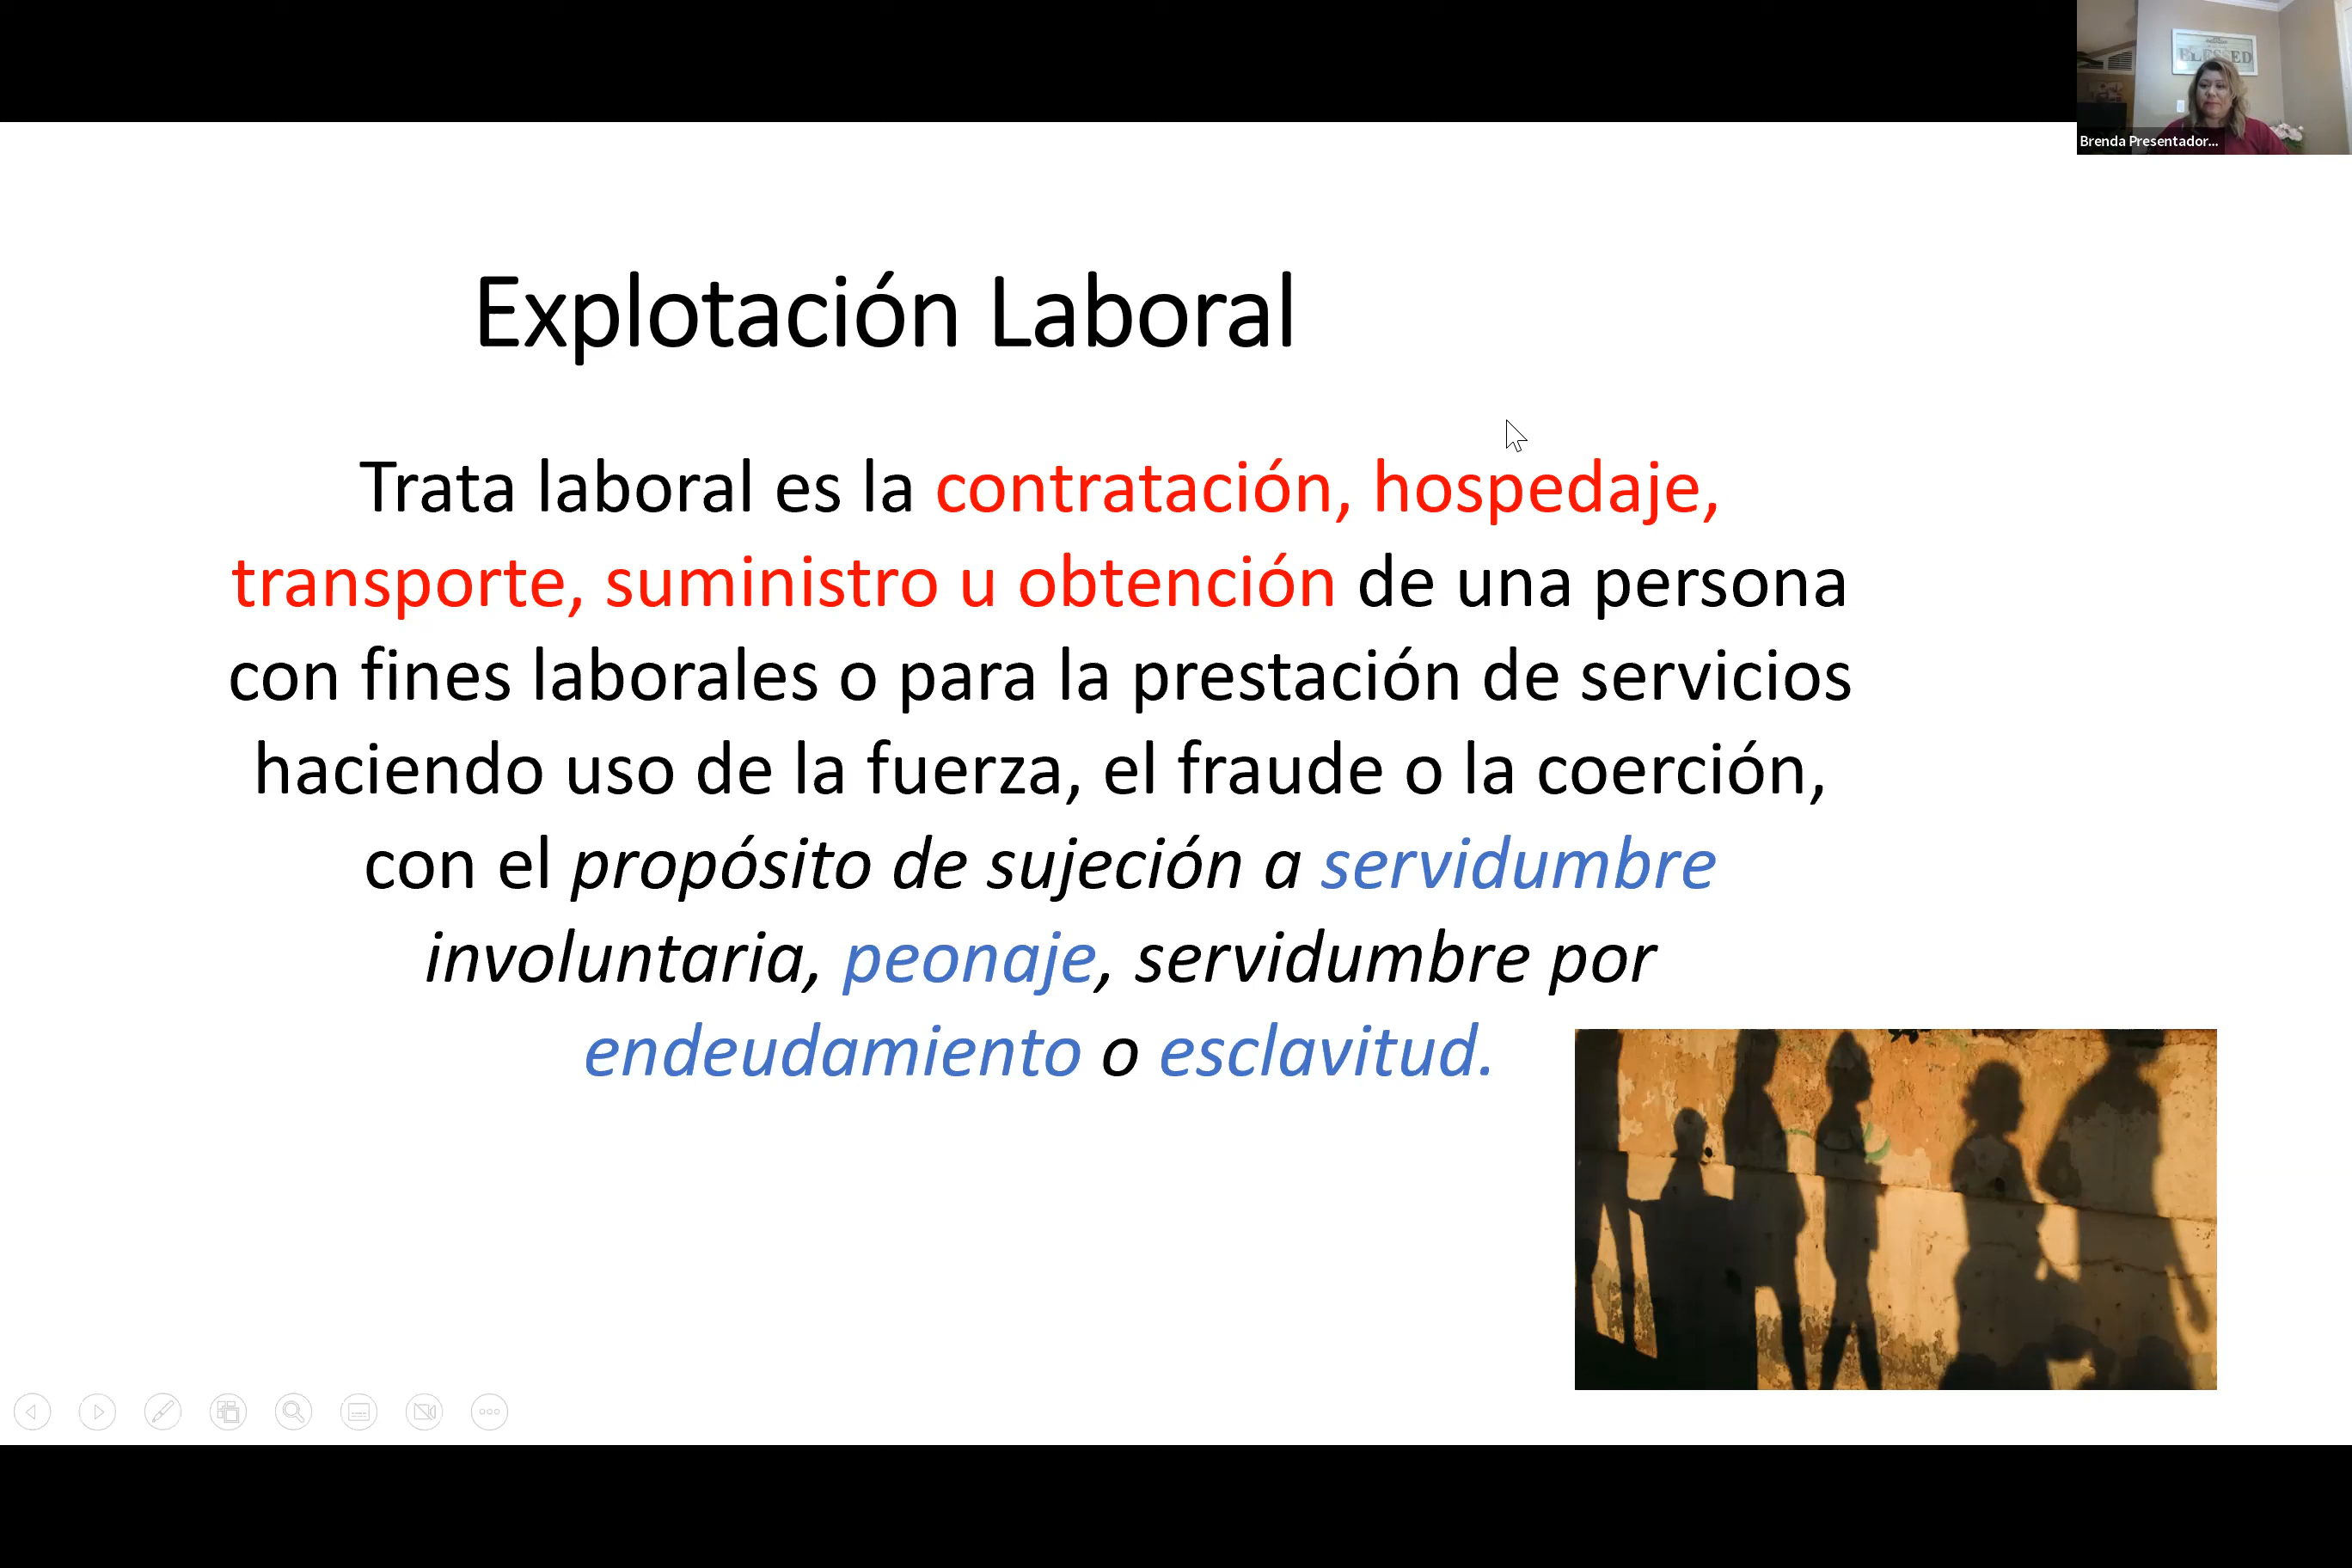 BLESSED
Brenda Presentador...
Explotación Laboral
Trata laboral es la contratación, hospedaje,
transporte, suministro u obtención de una persona
con fines laborales o para la prestación de servicios
haciendo uso de la fuerza, el fraude o la coerción,
con el propósito de sujeción a servidumbre
involuntaria, peonaje, servidumbre por
endeudamiento o esclavitud.